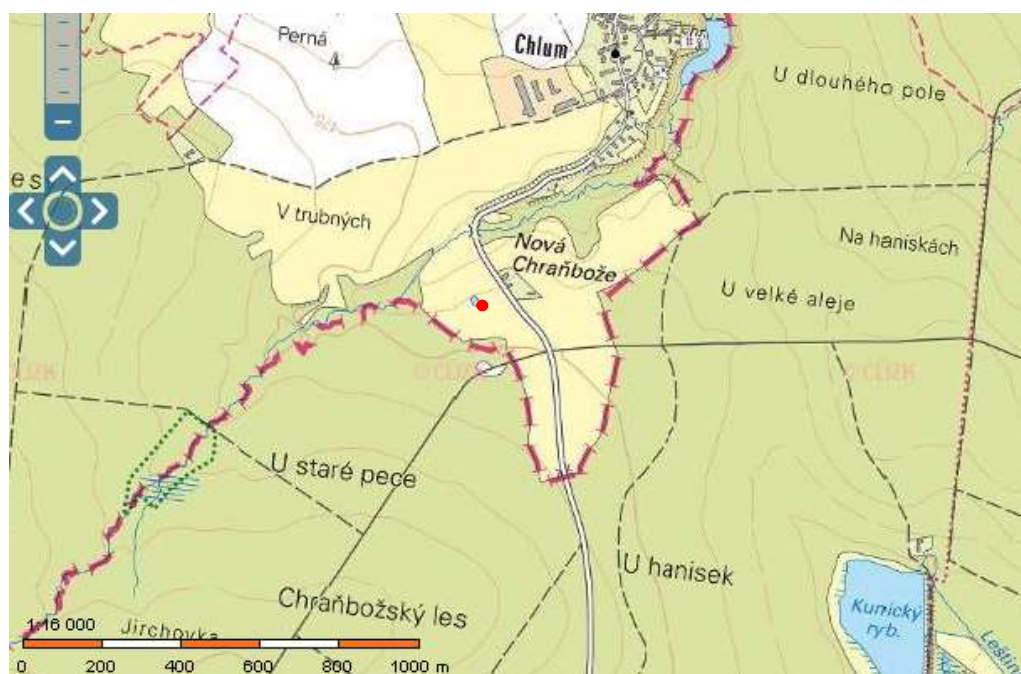 Perná
Chlum
Chr.
U dlouhého pole
es
V trubných
Nová
Chraňbože
Na haniskách
U velké aleje
©ČÚZK
©ČÚZK
U staré pece
U hanisek
Chraňbožský les
Kunický
ryb.
Jirchovka
1:16 000
0 200 400 600 800 1000 m